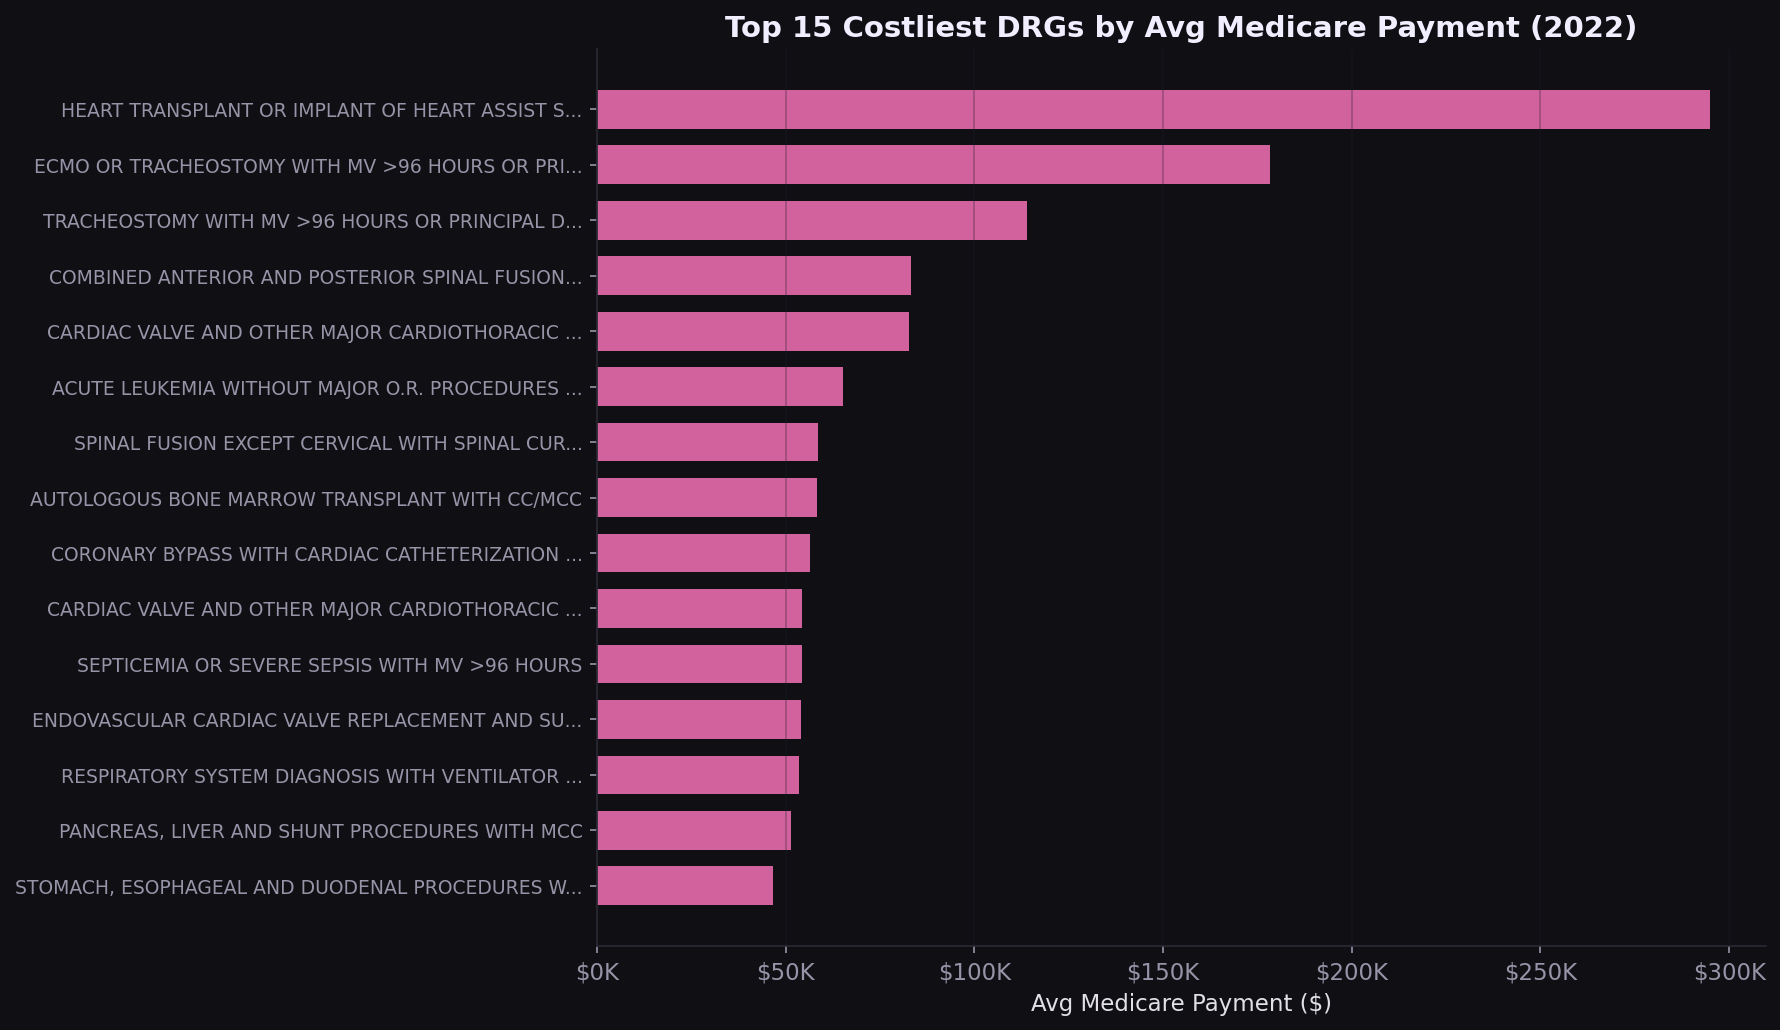 Top 15 Costliest DRGs by Avg Medicare Payment (2022)
HEART TRANSPLANT OR IMPLANT OF HEART ASSIST S...
ECMO OR TRACHEOSTOMY WITH MV >96 HOURS OR PRI...
TRACHEOSTOMY WITH MV >96 HOURS OR PRINCIPAL D...
COMBINED ANTERIOR AND POSTERIOR SPINAL FUSION...
CARDIAC VALVE AND OTHER MAJOR CARDIOTHORACIC ...
ACUTE LEUKEMIA WITHOUT MAJOR O.R. PROCEDURES ...
SPINAL FUSION EXCEPT CERVICAL WITH SPINAL CUR...
AUTOLOGOUS BONE MARROW TRANSPLANT WITH CC/MCC
CORONARY BYPASS WITH CARDIAC CATHETERIZATION ...
CARDIAC VALVE AND OTHER MAJOR CARDIOTHORACIC ...
SEPTICEMIA OR SEVERE SEPSIS WITH MV >96 HOURS
ENDOVASCULAR CARDIAC VALVE REPLACEMENT AND SU...
RESPIRATORY SYSTEM DIAGNOSIS WITH VENTILATOR ...
PANCREAS, LIVER AND SHUNT PROCEDURES WITH MCC
STOMACH, ESOPHAGEAL AND DUODENAL PROCEDURES W...
$0K $50K $100K $150K $200K $250K $300K
Avg Medicare Payment ($)